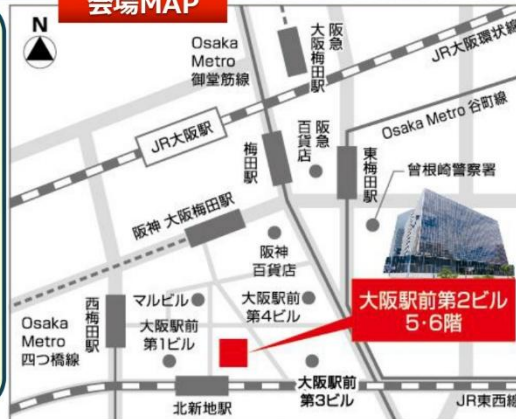 会場MAP
N
Osaka
Metro
御堂筋線
阪急
大阪梅田駅
JR大阪環状線
Osaka Metro 谷町線
JR大阪駅
梅田駅
阪急
百貨店
東梅田駅
曾根崎警察署
阪神 大阪梅田駅
阪神
百貨店
西梅田駅
マルビル
大阪駅前
第4ビル
大阪駅前第2ビル
5・6階
Osaka
Metro
四つ橋線
大阪駅前
第1ビル
大阪駅前
第3ビル
北新地駅
JR東西線